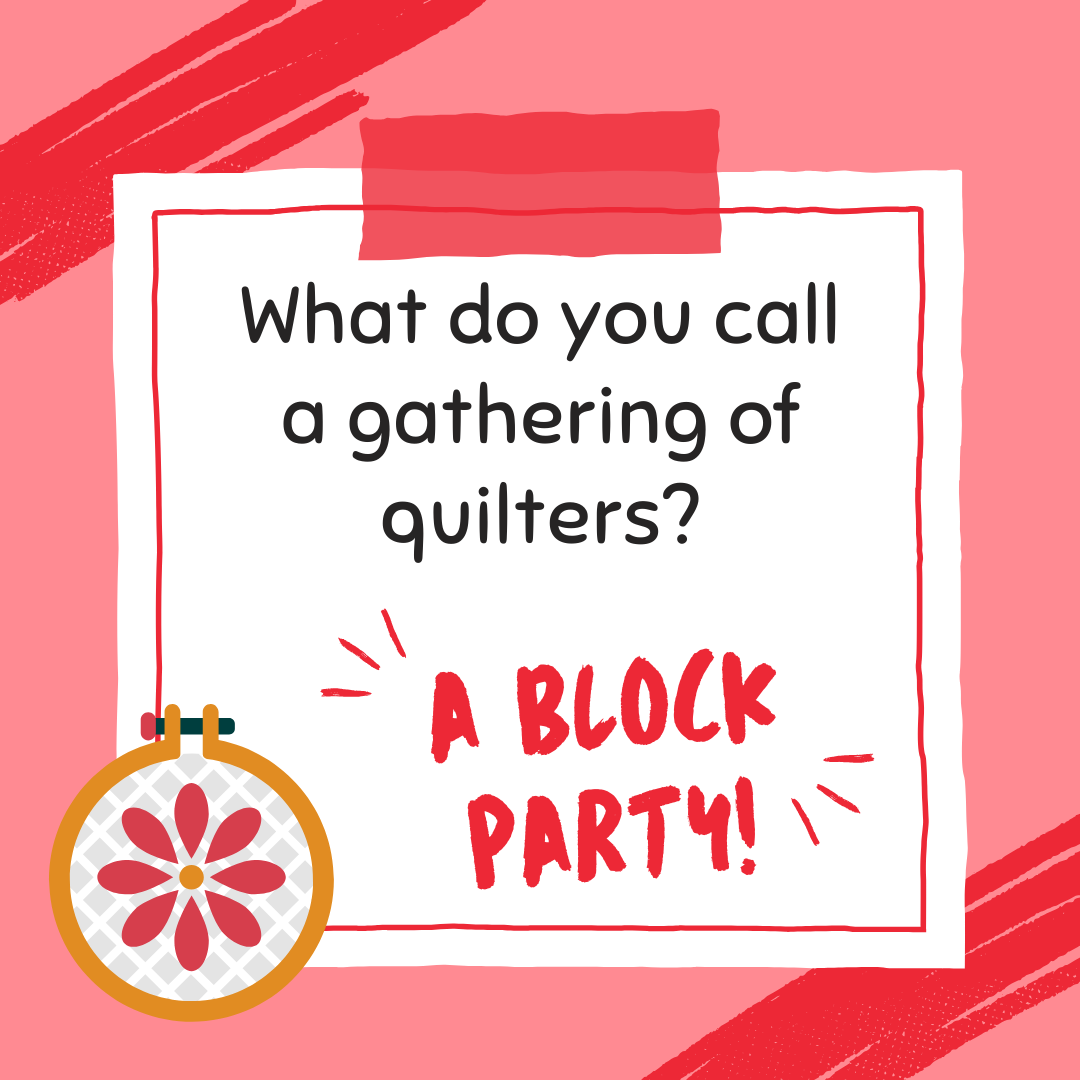 What do you call
a gathering of
quilters?
A BLOCK
PARTY!